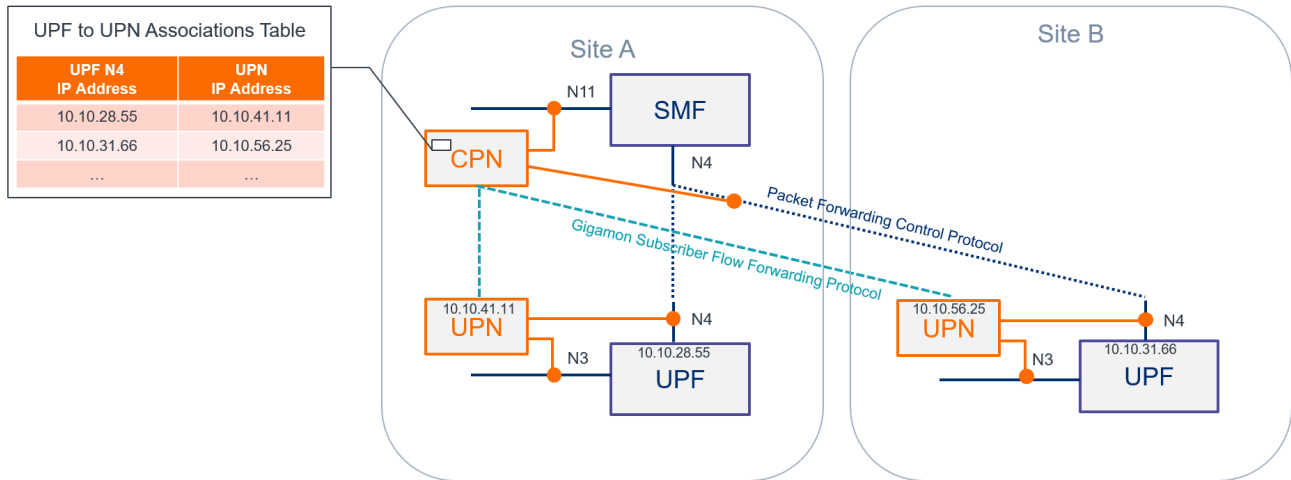 UPF to UPN Associations Table
UPF N4
IP Address
UPN
IP Address
10.10.28.55
10.10.41.11
10.10.31.66
10.10.56.25
…
…
Site A
Site B
N11
SMF
CPN
N4
Packet Forwarding Control Protocol
Gigamon Subscriber Flow Forwarding Protocol
10.10.41.11
UPN
N4
N3
10.10.28.55
UPF
10.10.56.25
UPN
N4
N3
10.10.31.66
UPF